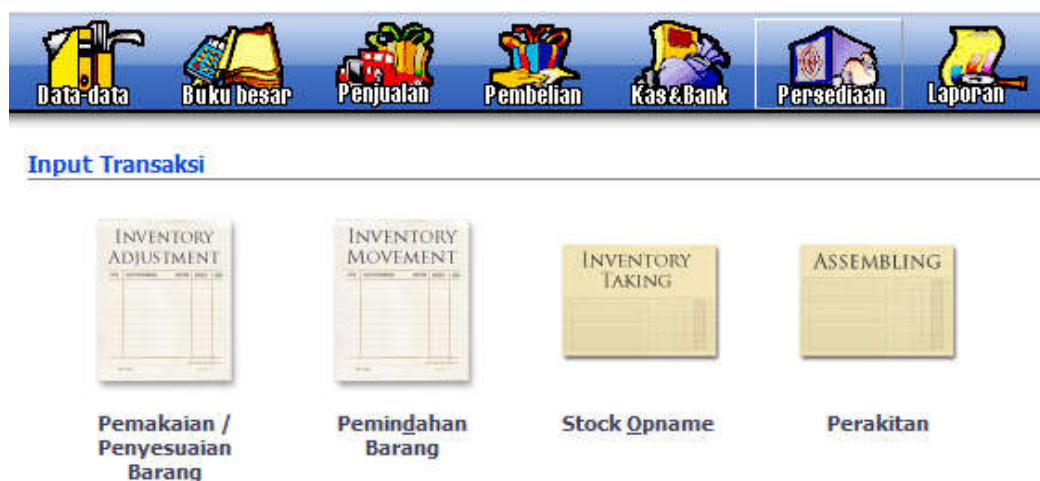 Data-data Buku besar Penjualan Pembelian Kas&Bank Persediaan Laporan
Input Transaksi
INVENTORY
ADJUSTMENT
INVENTORY
MOVEMENT
INVENTORY
TAKING
ASSEMBLING
Pemakaian /
Penyesuaian
Barang
Pemindahan
Barang
Stock Opname
Perakitan